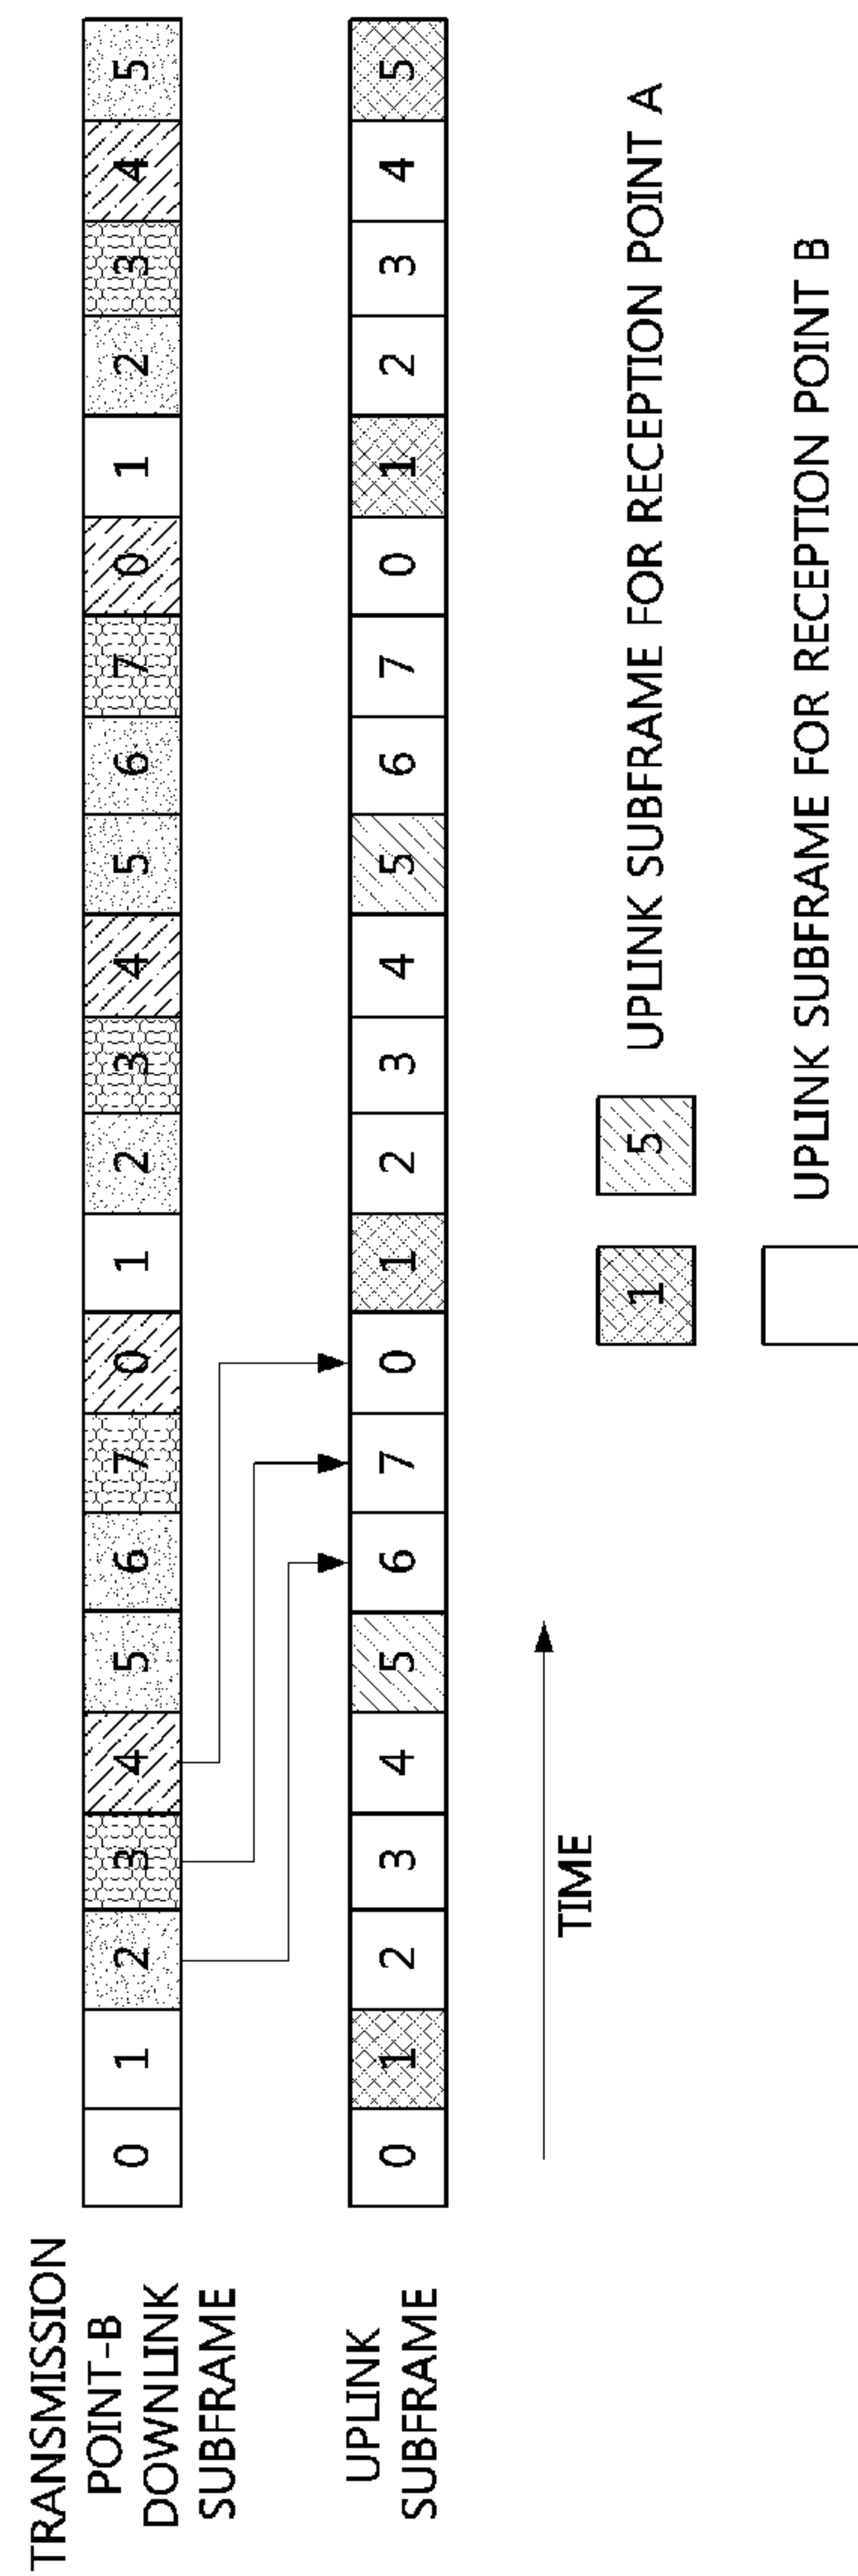 TRANSMISSION
POINT-B
DOWNLINK
SUBFRAME
0 1 2 3 4 5 6 7 0 1 2 3 4 5 6 7 0 1 2 3 4 5
UPLINK
SUBFRAME
0 1 2 3 4 5 6 7 0 1 2 3 4 5 6 7 0 1 2 3 4 5
TIME
1 5 UPLINK SUBFRAME FOR RECEPTION POINT A
UPLINK SUBFRAME FOR RECEPTION POINT B